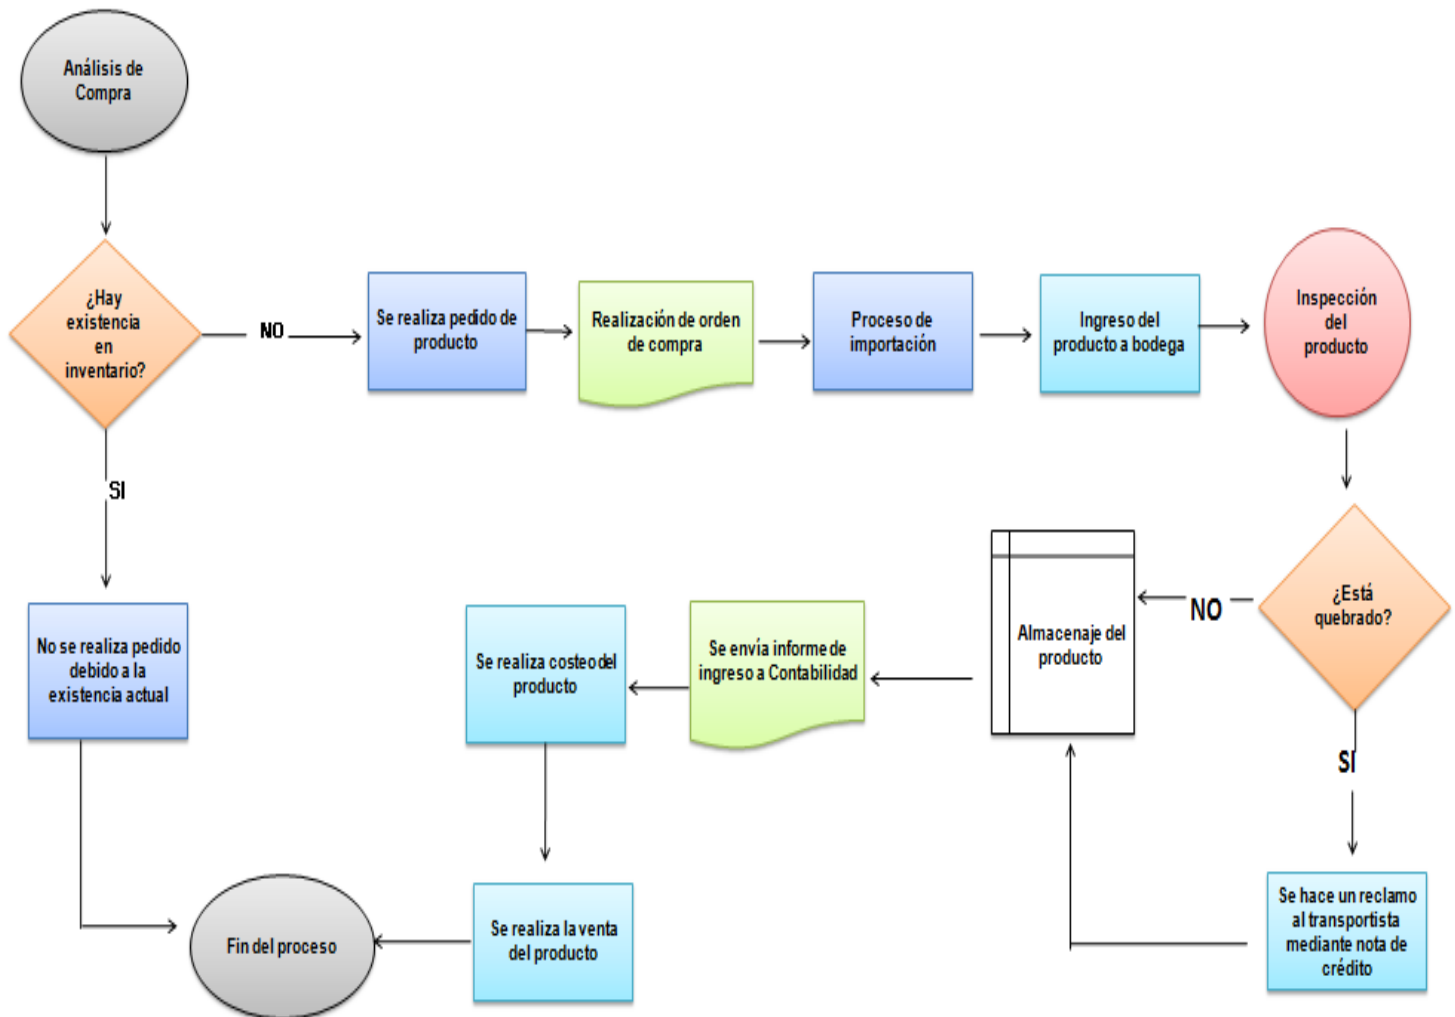 Análisis de
Compra
¿Hay
existencia
en
inventario?
NO
Se realiza pedido de
producto
Realización de orden
de compra
Proceso de
importación
Ingreso del
producto a bodega
Inspección
del
producto
SI
¿Está
quebrado?
NO
Almacenaje del
producto
Se envía informe de
ingreso a Contabilidad
Se realiza costeo del
producto
No se realiza pedido
debido a la
existencia actual
SI
Se hace un reclamo
al transportista
mediante nota de
crédito
Se realiza la venta
del producto
Fin del proceso